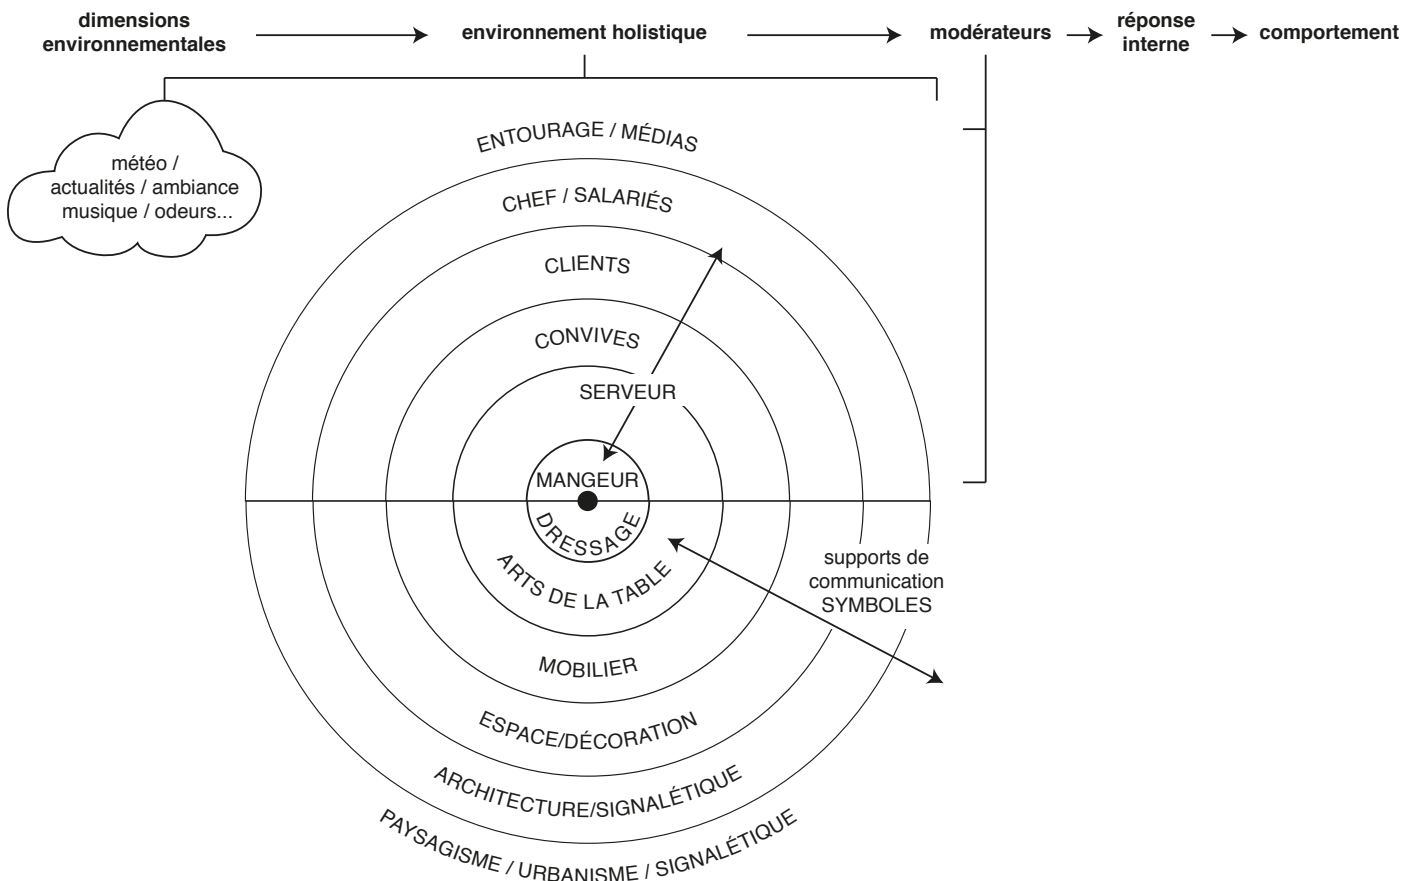 dimensions
environnementales
environnement holistique
modérateurs
réponse
interne
comportement
météo /
actualités / ambiance
musique / odeurs...
ENTOURAGE / MÉDIAS
CHEF / SALARIÉS
CLIENTS
CONVIVES
SERVEUR
MANGEUR
DRESSAGE
ARTS DE LA TABLE
supports de
communication
SYMBOLES
MOBILIER
ESPACE/DÉCORATION
ARCHITECTURE/SIGNALÉTIQUE
PAYSAGISME / URBANISME / SIGNALÉTIQUE